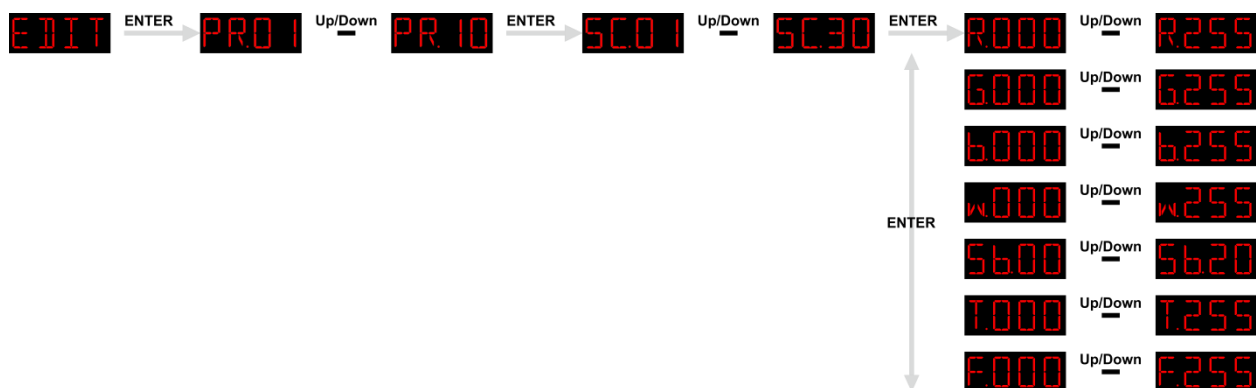 EDIT ENTER PR.01 Up/Down PR.10 ENTER SC.01 Up/Down SC.30 ENTER R.000 Up/Down R.255
G.000 Up/Down G.255
b.000 Up/Down b.255
w.000 Up/Down w.255
ENTER
Sb.00 Up/Down Sb.20
T.000 Up/Down T.255
F.000 Up/Down F.255